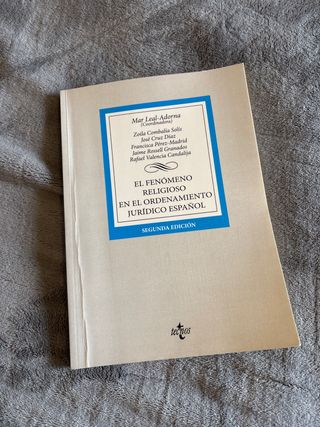 Mar Leal-Adorna
(Coordinadora)
Zoila Combalía Solís
José Cruz Díaz
Francisca Pérez-Madrid
Jaime Rossell Granados
Rafael Valencia Candalija
EL FENÓMENO
RELIGIOSO
EN EL ORDENAMIENTO
JURÍDICO ESPAÑOL
SEGUNDA EDICIÓN
tecnos